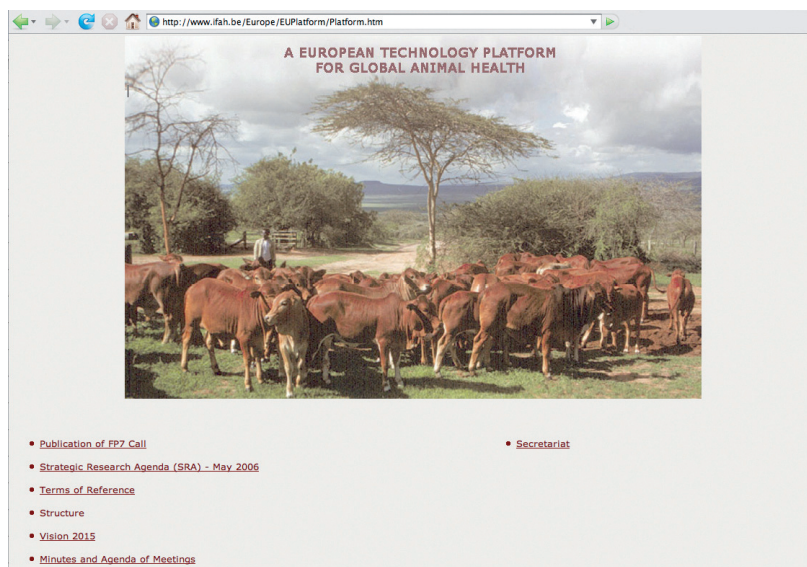 http://www.ifah.be/Europe/EUPlatform/Platform.htm
A EUROPEAN TECHNOLOGY PLATFORM
FOR GLOBAL ANIMAL HEALTH
Publication of FP7 Call
Strategic Research Agenda (SRA) - May 2006
Terms of Reference
Structure
Vision 2015
Minutes and Agenda of Meetings
Secretariat